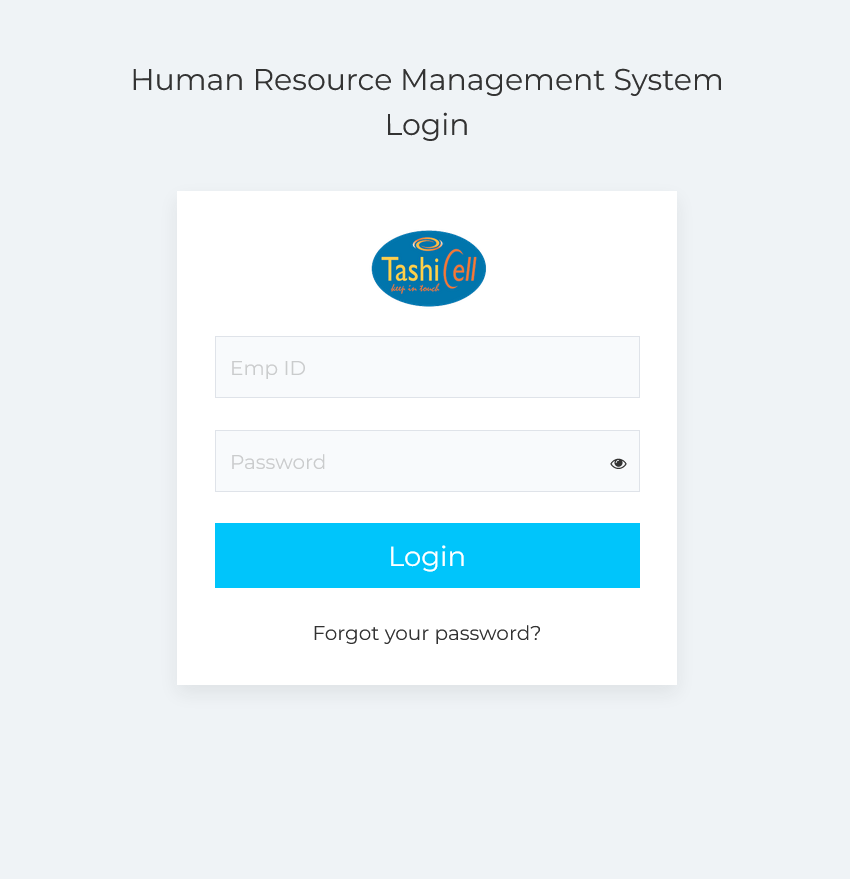 Human Resource Management System
Login
TashiCell
keep in touch
Emp ID
Password
Login
Forgot your password?